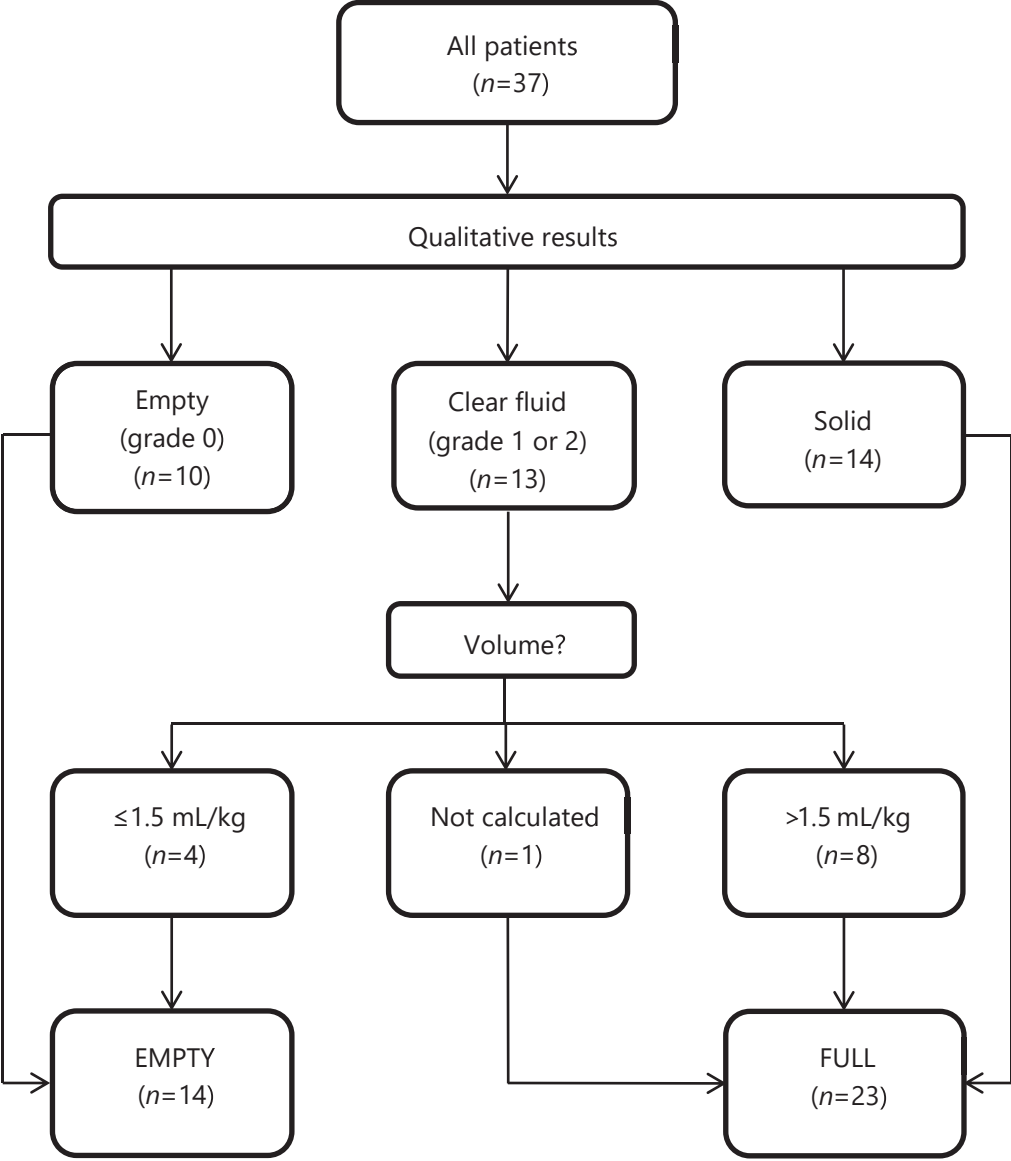 All patients
(n=37)
Qualitative results
Empty
(grade 0)
(n=10)
Clear fluid
(grade 1 or 2)
(n=13)
Solid
(n=14)
Volume?
≤1.5 mL/kg
(n=4)
Not calculated
(n=1)
>1.5 mL/kg
(n=8)
EMPTY
(n=14)
FULL
(n=23)